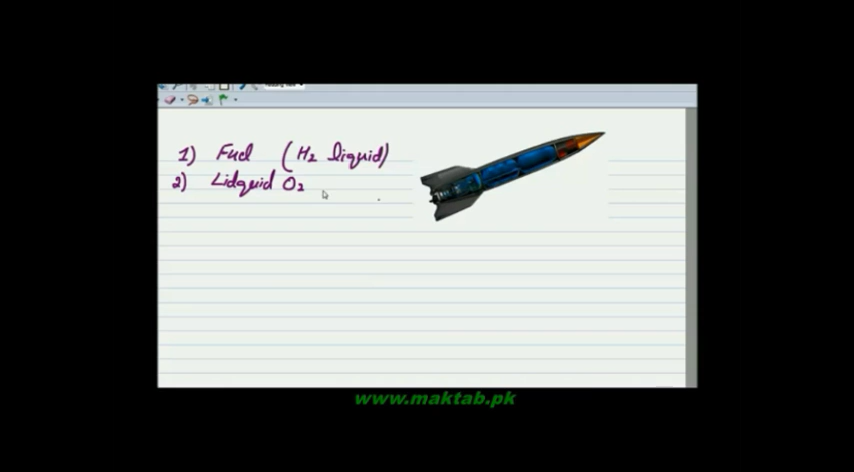 1) Fuel (H₂ liquid)
2) Lidquid O₂
www.maktab.pk